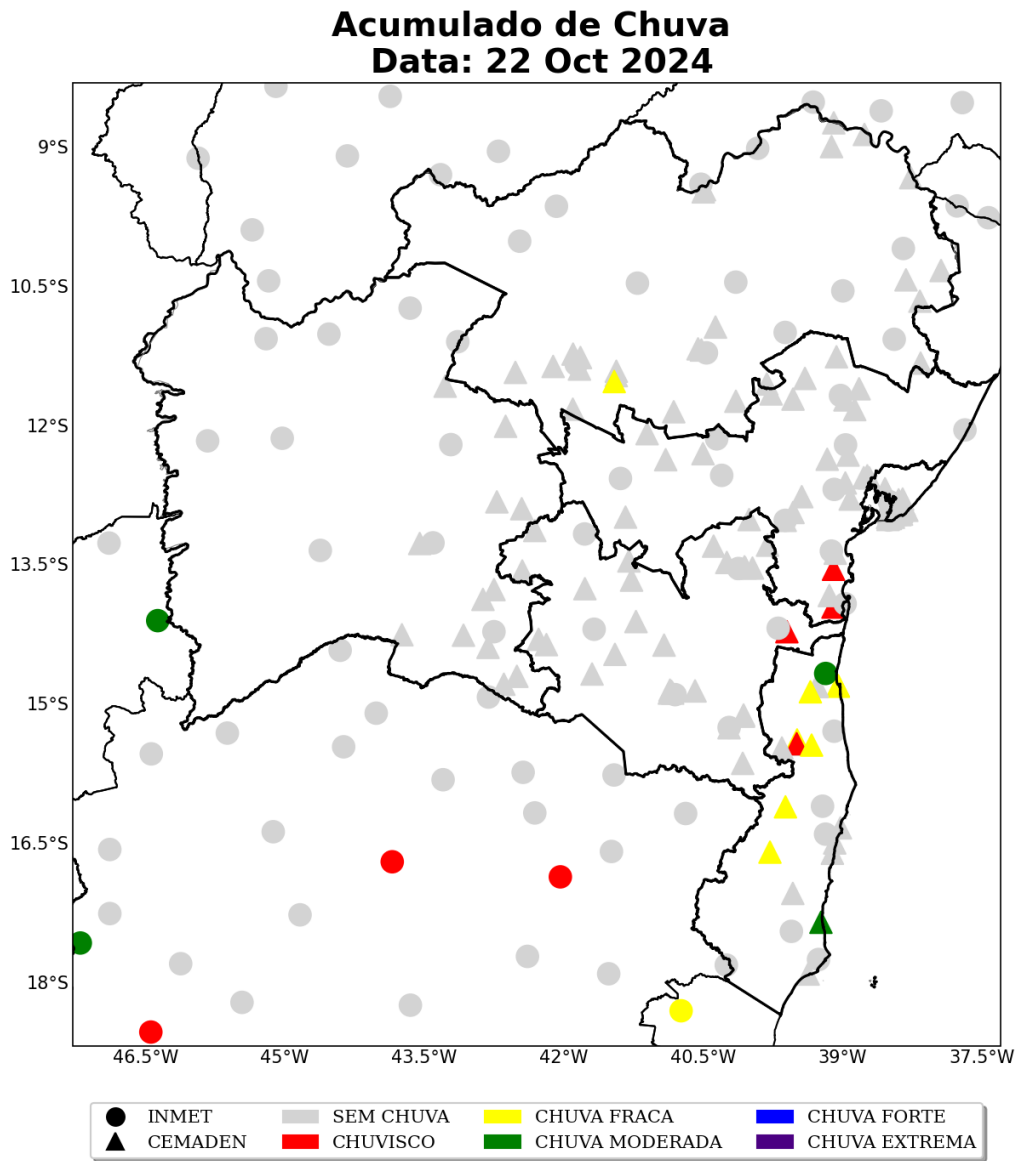 Acumulado de Chuva
Data: 22 Oct 2024
9°S
10.5°S
12°S
13.5°S
15°S
16.5°S
18°S
46.5°W 45°W 43.5°W 42°W 40.5°W 39°W 37.5°W
INMET SEM CHUVA CHUVA FRACA CHUVA FORTE
CEMADEN CHUVISCO CHUVA MODERADA CHUVA EXTREMA